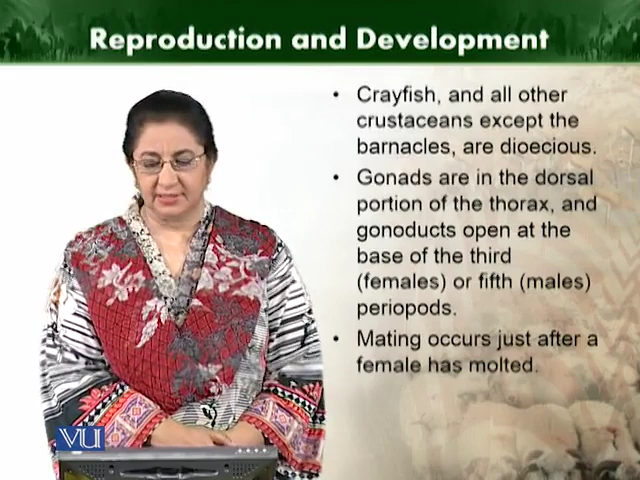 Reproduction and Development
• Crayfish, and all other
crustaceans except the
barnacles, are dioecious.
• Gonads are in the dorsal
portion of the thorax, and
gonoducts open at the
base of the third
(females) or fifth (males)
periopods.
• Mating occurs just after a
female has molted.
VU